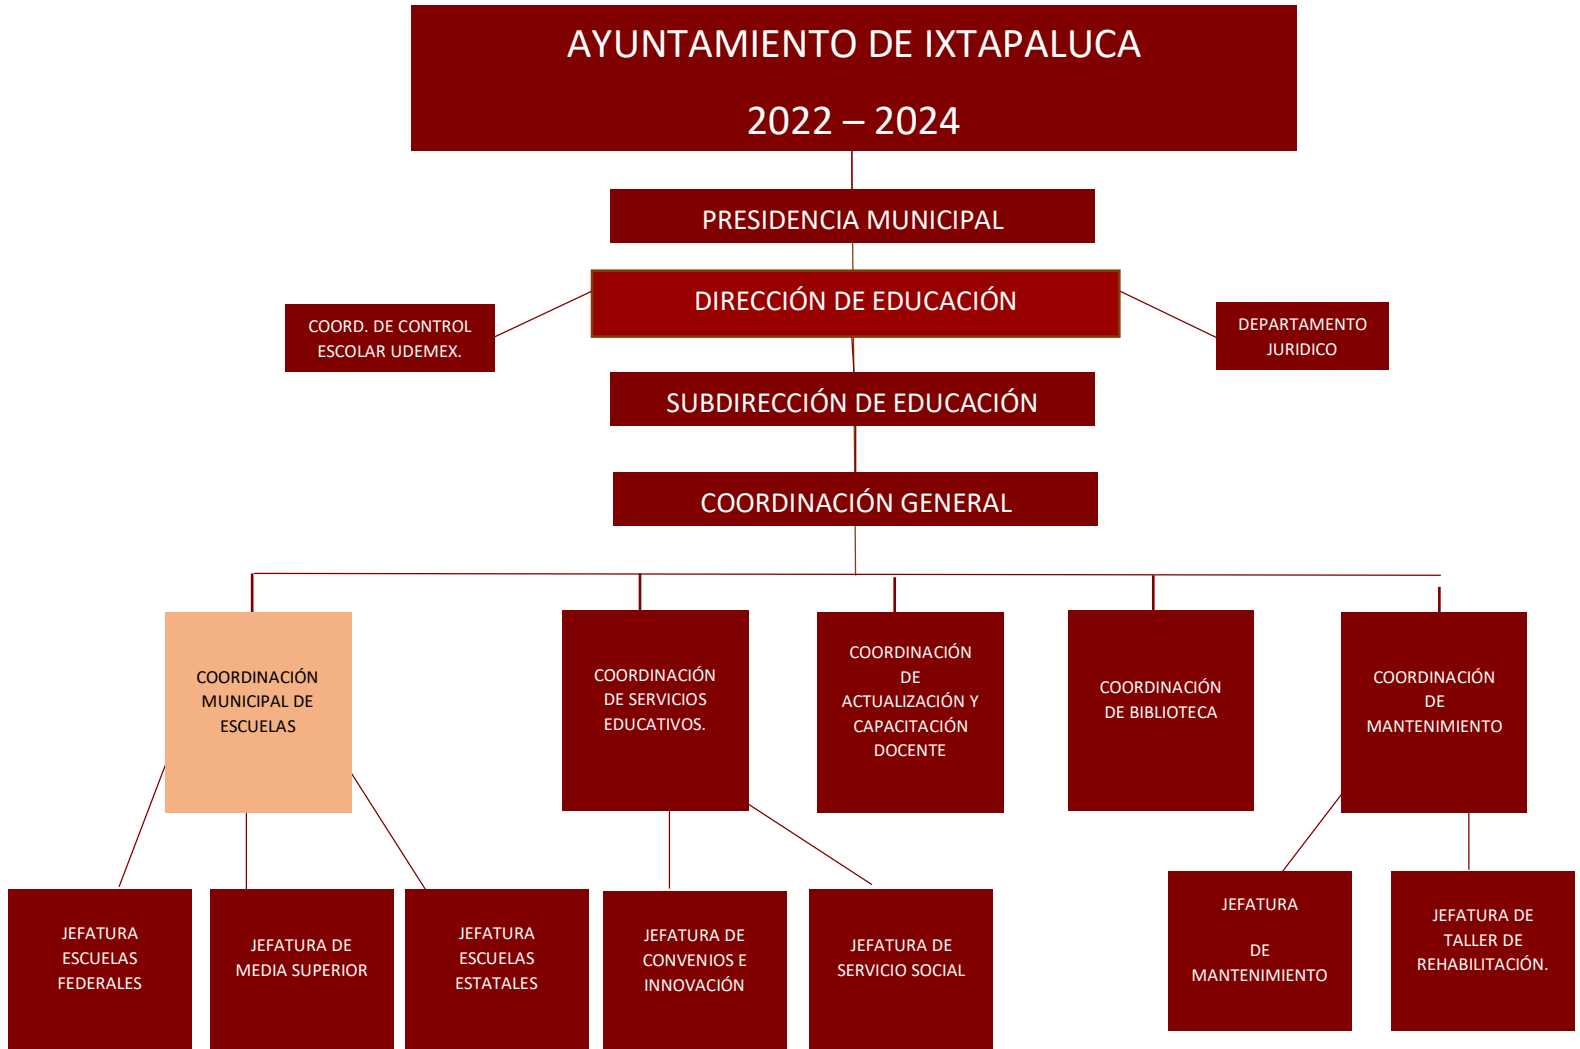 AYUNTAMIENTO DE IXTAPALUCA
2022 – 2024
PRESIDENCIA MUNICIPAL
DIRECCIÓN DE EDUCACIÓN
COORD. DE CONTROL
ESCOLAR UDEMEX.
DEPARTAMENTO
JURIDICO
SUBDIRECCIÓN DE EDUCACIÓN
COORDINACIÓN GENERAL
COORDINACIÓN
MUNICIPAL DE
ESCUELAS
COORDINACIÓN
DE SERVICIOS
EDUCATIVOS.
COORDINACIÓN
DE
ACTUALIZACIÓN Y
CAPACITACIÓN
DOCENTE
COORDINACIÓN
DE BIBLIOTECA
COORDINACIÓN
DE
MANTENIMIENTO
JEFATURA
ESCUELAS
FEDERALES
JEFATURA DE
MEDIA SUPERIOR
JEFATURA
ESCUELAS
ESTATALES
JEFATURA DE
CONVENIOS E
INNOVACIÓN
JEFATURA DE
SERVICIO SOCIAL
JEFATURA
DE
MANTENIMIENTO
JEFATURA DE
TALLER DE
REHABILITACIÓN.